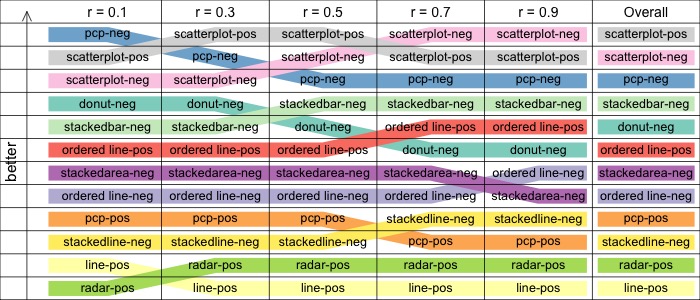 r = 0.1 r = 0.3 r = 0.5 r = 0.7 r = 0.9 Overall
pcp-neg scatterplot-pos scatterplot-pos scatterplot-neg scatterplot-neg scatterplot-pos
scatterplot-pos pcp-neg scatterplot-neg scatterplot-pos scatterplot-pos scatterplot-neg
scatterplot-neg scatterplot-neg pcp-neg pcp-neg pcp-neg pcp-neg
donut-neg donut-neg stackedbar-neg stackedbar-neg stackedbar-neg stackedbar-neg
stackedbar-neg stackedbar-neg donut-neg ordered line-pos ordered line-pos donut-neg
ordered line-pos ordered line-pos ordered line-pos donut-neg donut-neg ordered line-pos
stackedarea-neg stackedarea-neg stackedarea-neg stackedarea-neg ordered line-neg stackedarea-neg
ordered line-neg ordered line-neg ordered line-neg ordered line-neg stackedarea-neg ordered line-neg
pcp-pos pcp-pos pcp-pos stackedline-neg stackedline-neg pcp-pos
stackedline-neg stackedline-neg stackedline-neg pcp-pos pcp-pos stackedline-neg
line-pos radar-pos radar-pos radar-pos radar-pos radar-pos
radar-pos line-pos line-pos line-pos line-pos line-pos
better